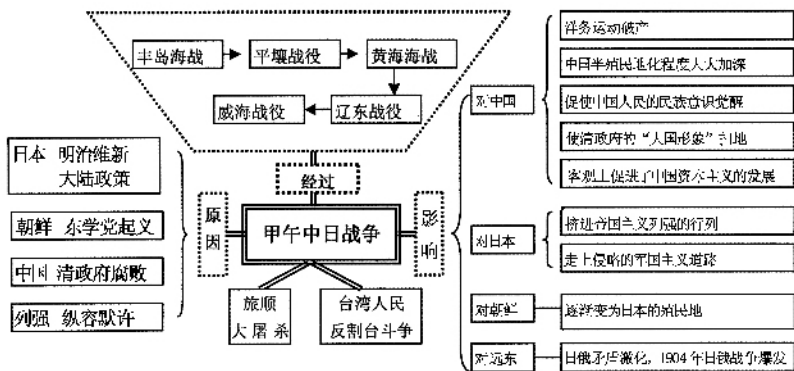 丰岛海战
平壤战役
黄海海战
威海战役
辽东战役
经过
日本 明治维新
大陆政策
朝鲜 东学党起义
中国 清政府腐败
列强 纵容默许
原因
甲午中日战争
影响
旅顺
大屠杀
台湾人民
反割台斗争
对中国
洋务运动破产
中国半殖民地化程度大大加深
促使中国人民的民族意识觉醒
使清政府的“大国形象”扫地
客观上促进了中国资本主义的发展
对日本
挤进帝国主义列强的行列
走上侵略的军国主义道路
对朝鲜
逐渐变为日本的殖民地
对远东
日俄矛盾激化，1904年日俄战争爆发